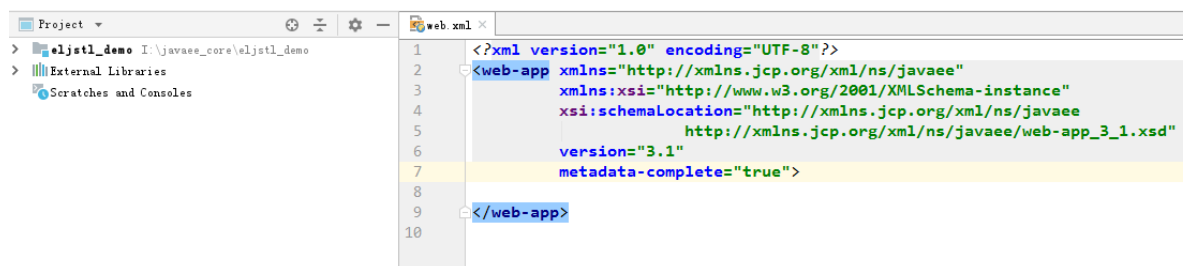 Project
eljstl_demo I:\javaee_core\eljstl_demo
External Libraries
Scratches and Consoles
web.xml
1 <?xml version="1.0" encoding="UTF-8"?>
2 <web-app xmlns="http://xmlns.jcp.org/xml/ns/javaee"
3 xmlns:xsi="http://www.w3.org/2001/XMLSchema-instance"
4 xsi:schemaLocation="http://xmlns.jcp.org/xml/ns/javaee
5 http://xmlns.jcp.org/xml/ns/javaee/web-app_3_1.xsd"
6 version="3.1"
7 metadata-complete="true">
8
9 </web-app>
10